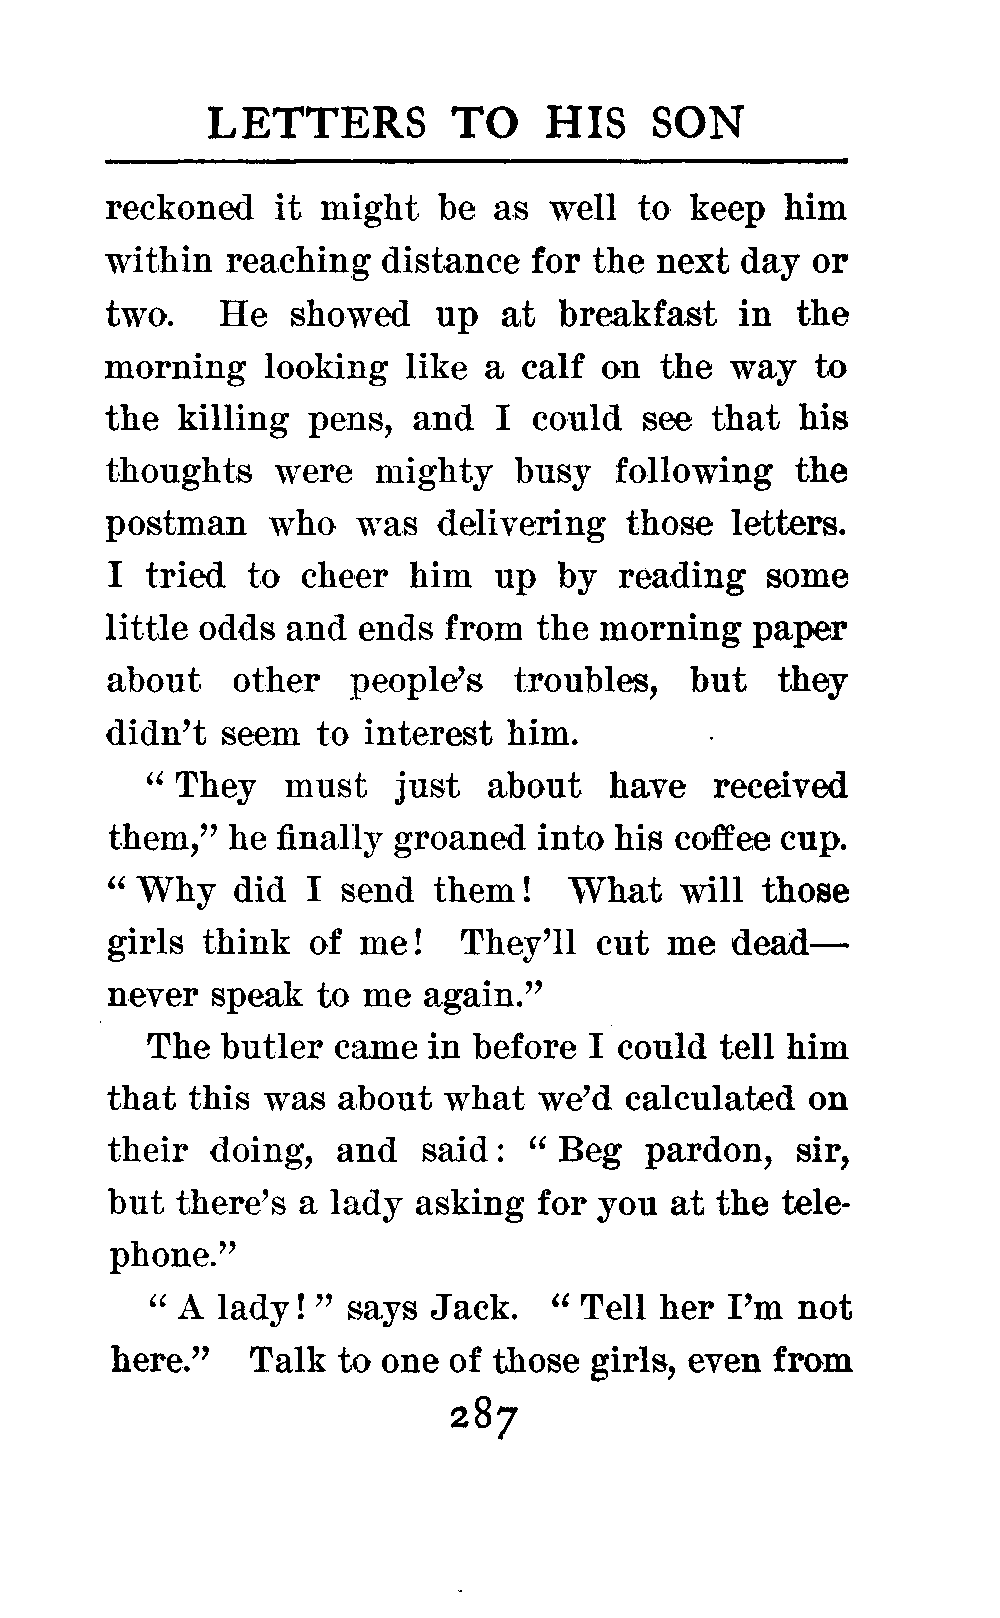 LETTERS TO HIS SON
reckoned it might be as well to keep him
within reaching distance for the next day or
two. He showed up at breakfast in the
morning looking like a calf on the way to
the killing pens, and I could see that his
thoughts were mighty busy following the
postman who was delivering those letters.
I tried to cheer him up by reading some
little odds and ends from the morning paper
about other people's troubles, but they
didn't seem to interest him.
“ They must just about have received
them,” he finally groaned into his coffee cup.
“ Why did I send them! What will those
girls think of me! They'll cut me dead—
never speak to me again.”
The butler came in before I could tell him
that this was about what we'd calculated on
their doing, and said: “ Beg pardon, sir,
but there's a lady asking for you at the tele-
phone.”
“ A lady! ” says Jack. “ Tell her I'm not
here.” Talk to one of those girls, even from
287